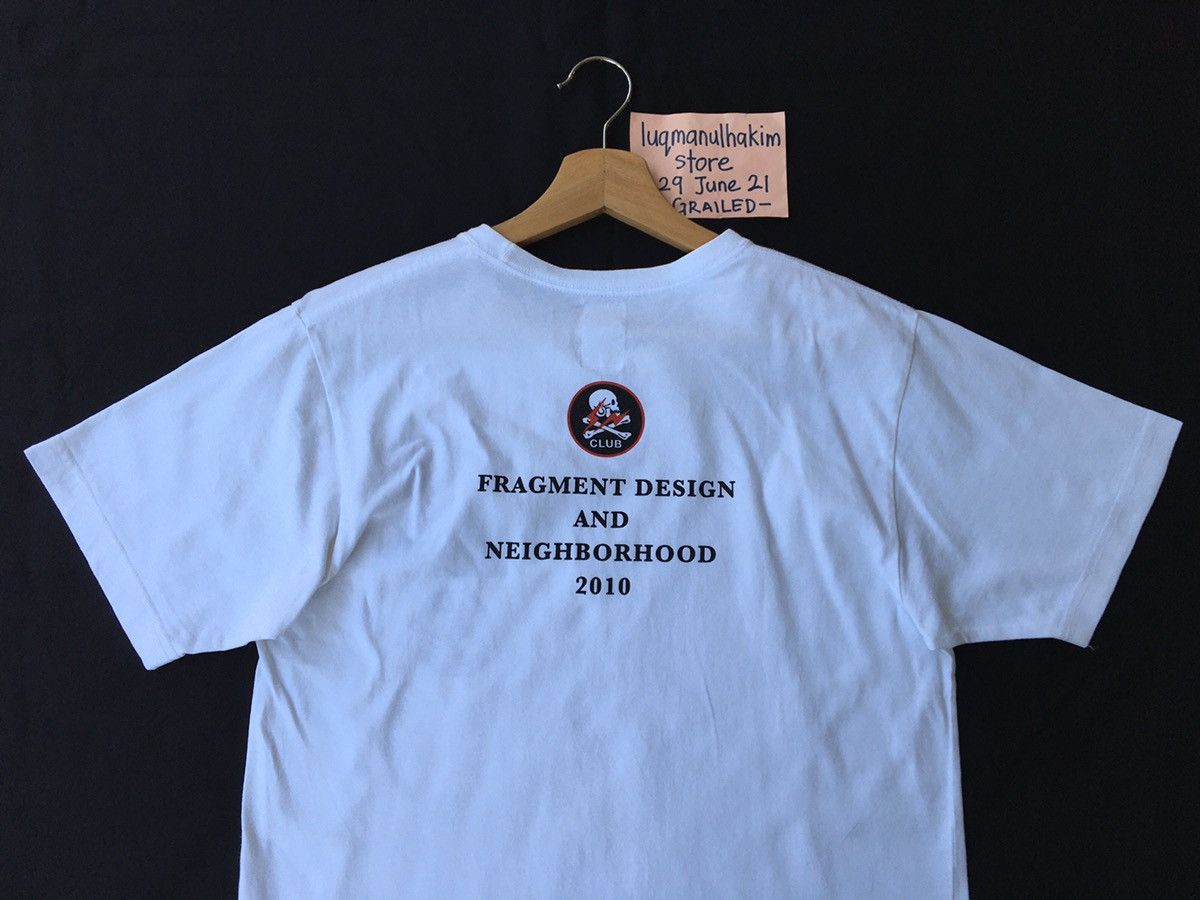 luqmanulhakim
store
29 June 21
GRAILED-
CLUB
FRAGMENT DESIGN
AND
NEIGHBORHOOD
2010